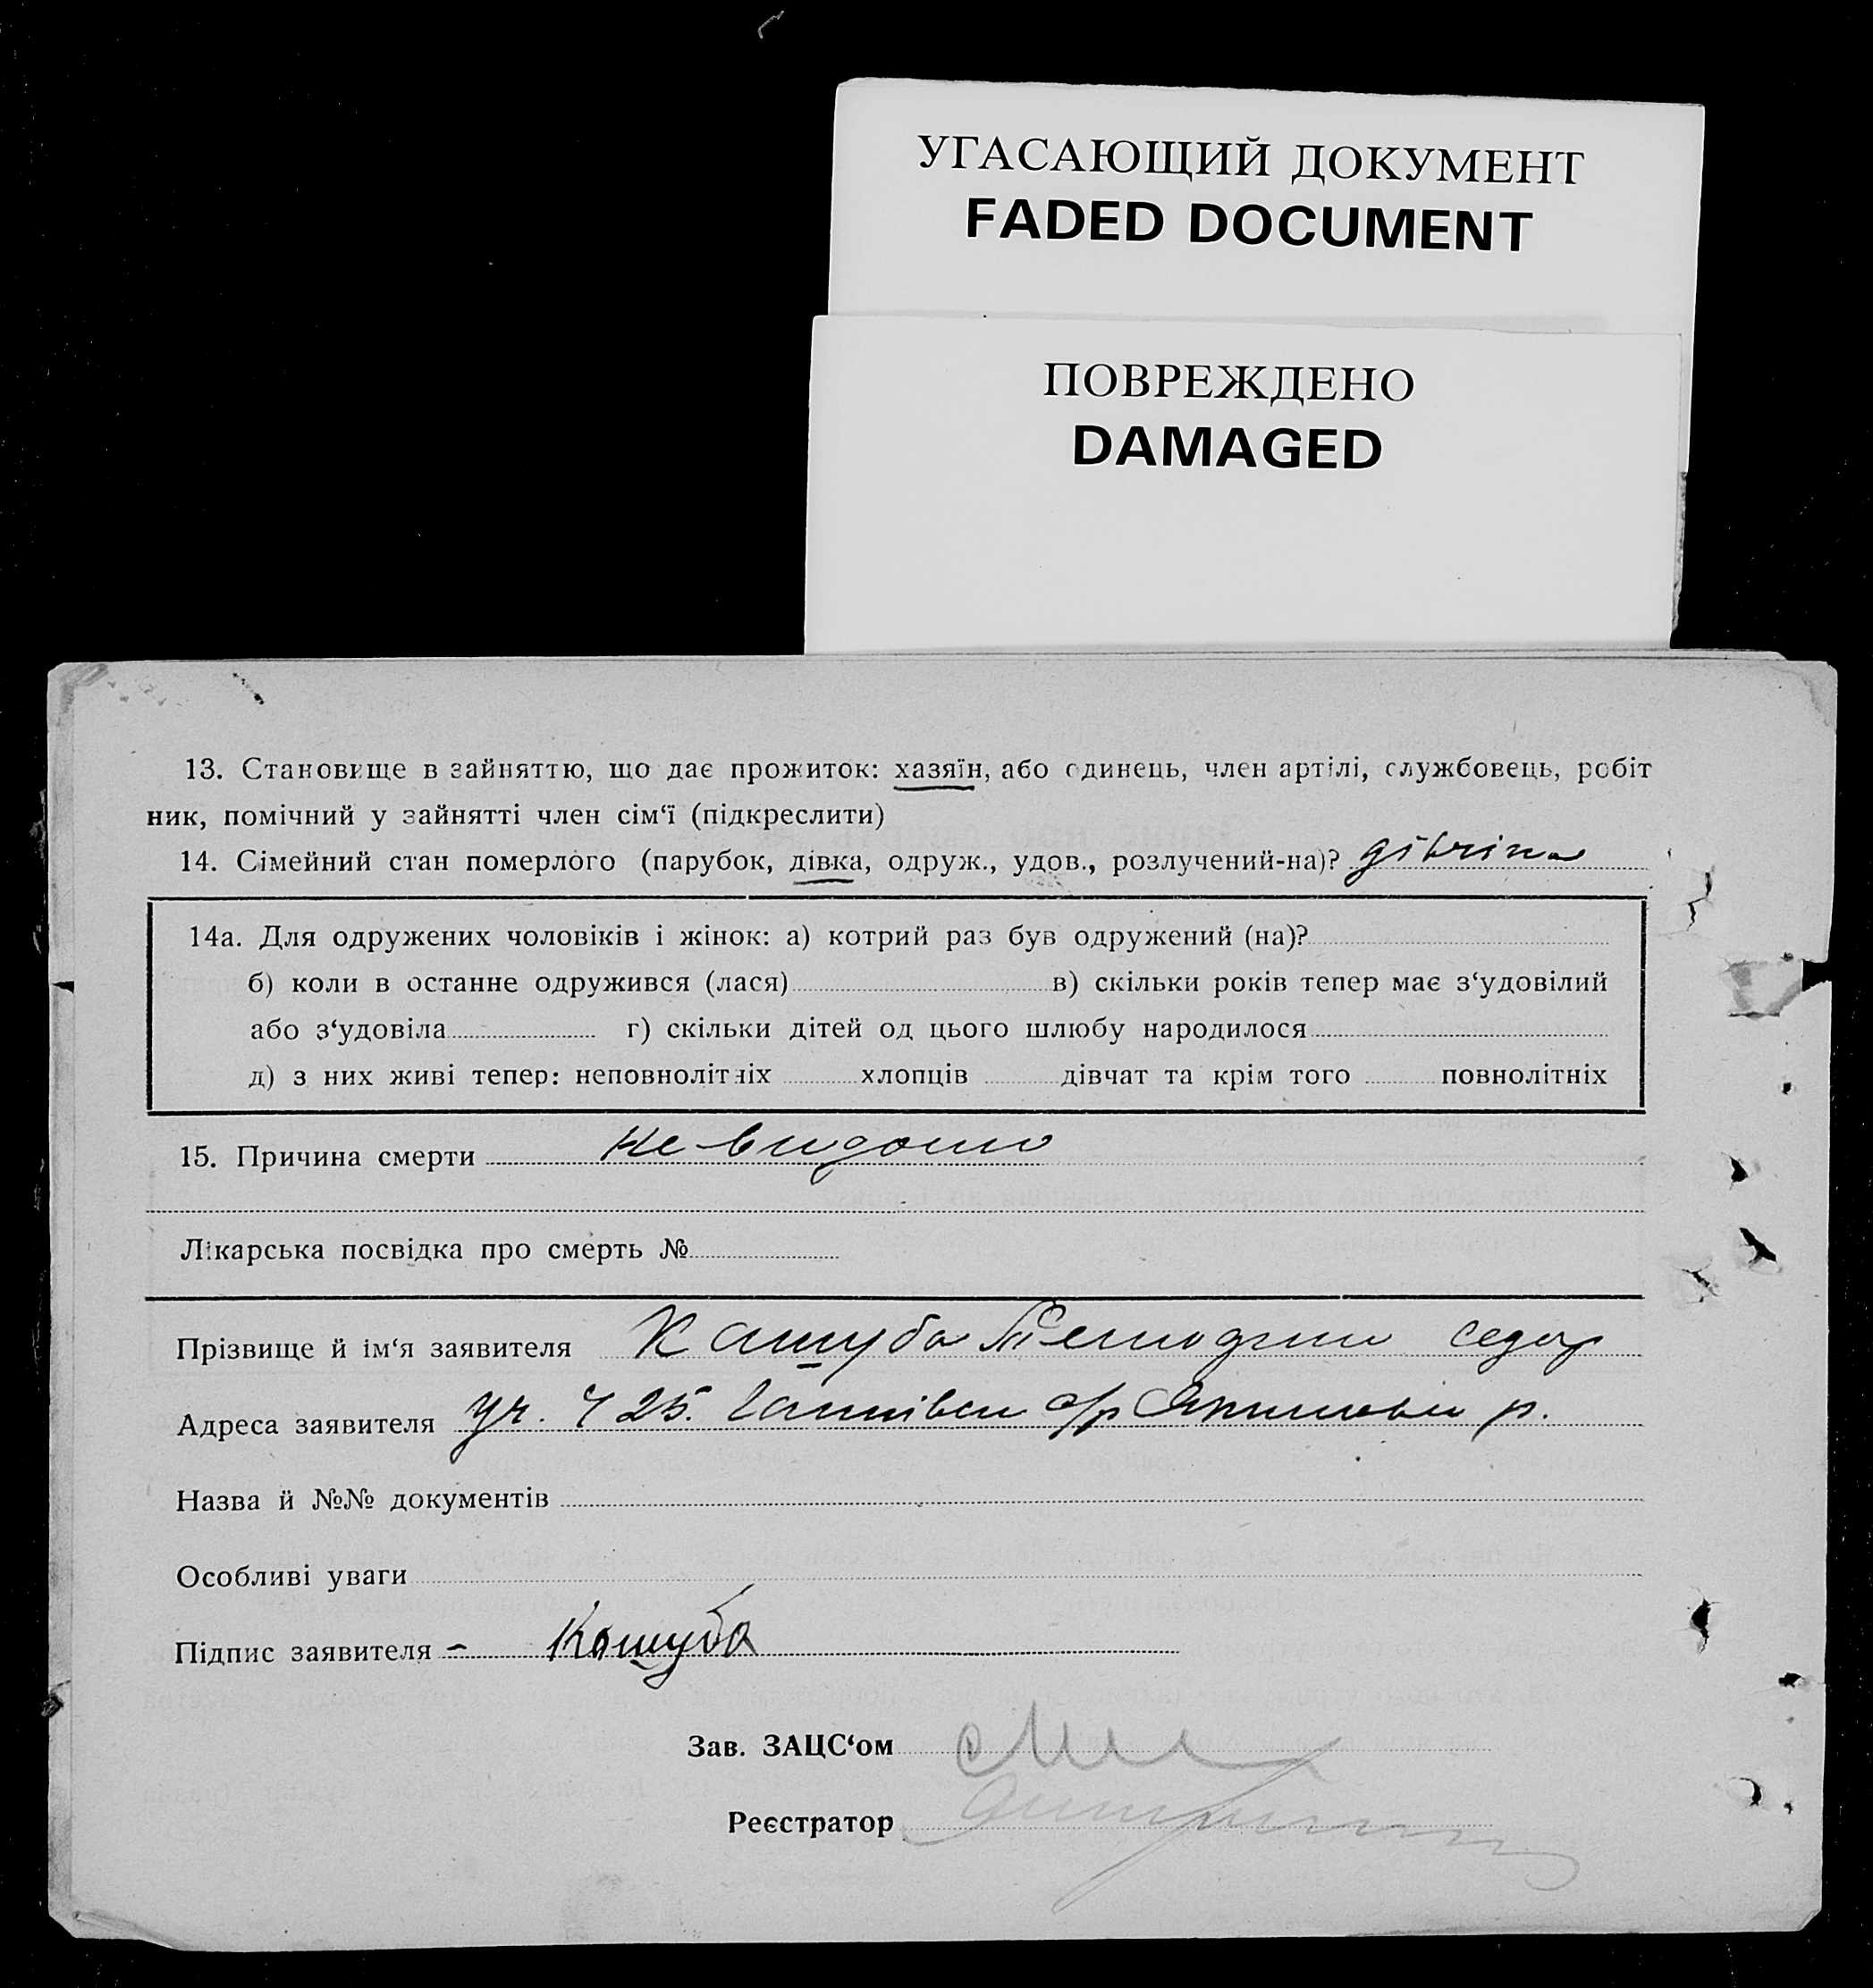 УГАСАЮЩИЙ ДОКУМЕНТ
FADED DOCUMENT
ПОВРЕЖДЕНО
DAMAGED
13. Становище в зайняттю, що дає прожиток: хазяїн, або одинець, член артілі, службовець, робіт
ник, помічний у зайнятті член сім‘ї (підкреслити)
14. Сімейний стан померлого (парубок, дівка, одруж., удов., розлучений-на)?
14а. Для одружених чоловіків і жінок: а) котрий раз був одружений (на)?
б) коли в останне одружився (лася) в) скільки років тепер має з‘удовілий
або з‘удовіла г) скільки дітей од цього шлюбу народилося
д) з них живі тепер: неповнолітніх хлопців дівчат та крім того повнолітніх
15. Причина смерти не видомо
Лікарська посвідка про смерть №
Прізвище й ім‘я заявителя Кашуба
Адреса заявителя уч. 425. с/р р.
Назва й №№ документів
Особливі уваги
Підпис заявителя – Кашуба
Зав. ЗАЦС‘ом
Реєстратор